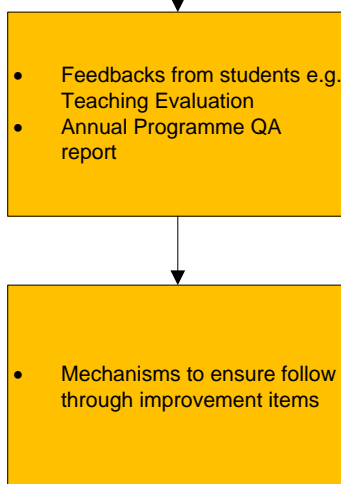 • Feedbacks from students e.g.
Teaching Evaluation
• Annual Programme QA
report
• Mechanisms to ensure follow
through improvement items